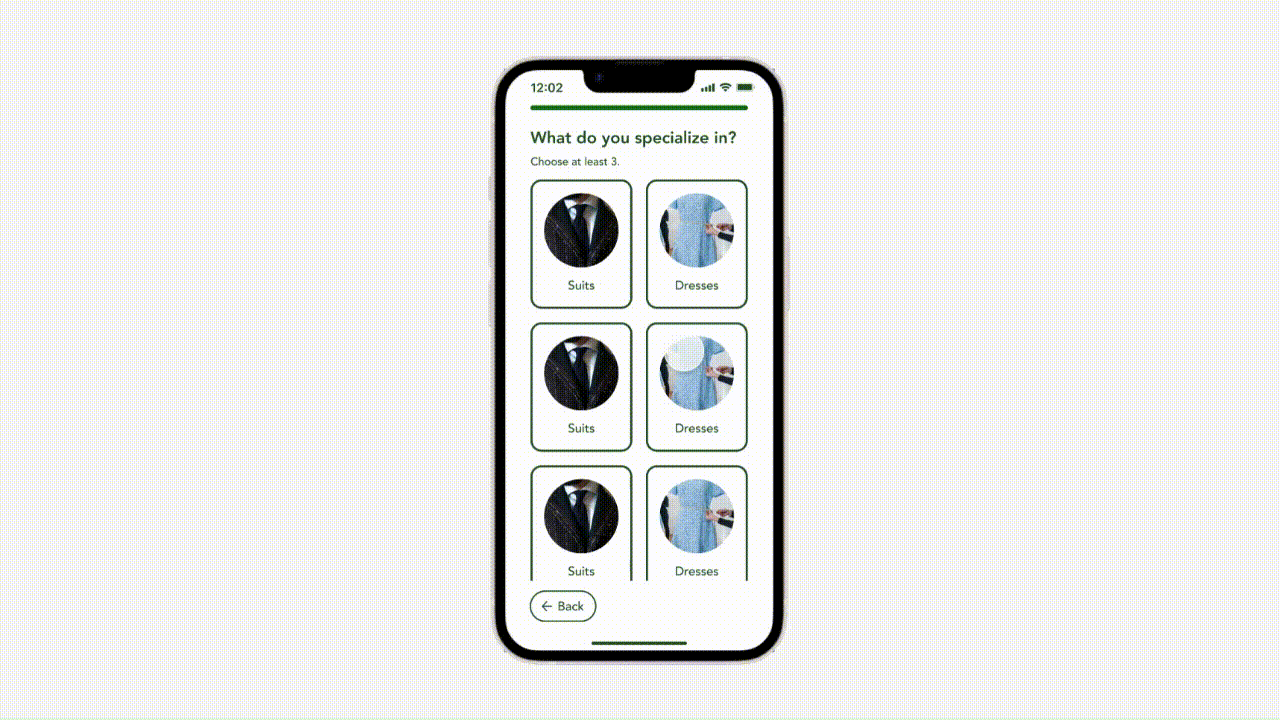 12:02
What do you specialize in?
Choose at least 3.
Suits
Dresses
Suits
Dresses
Suits
Dresses
← Back